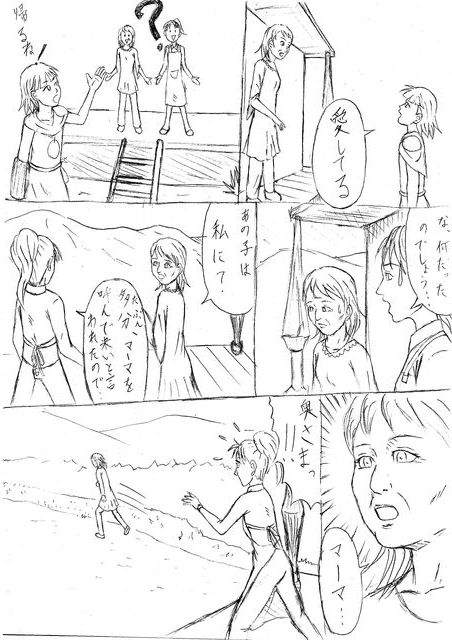 愛してる
?
帰るね
な、何だった
のでしょう…
あの子は
私に?
たぶん
多分、マーマを
呼んで来いと言
われたので…
マーマ…
奥さまっ
!!